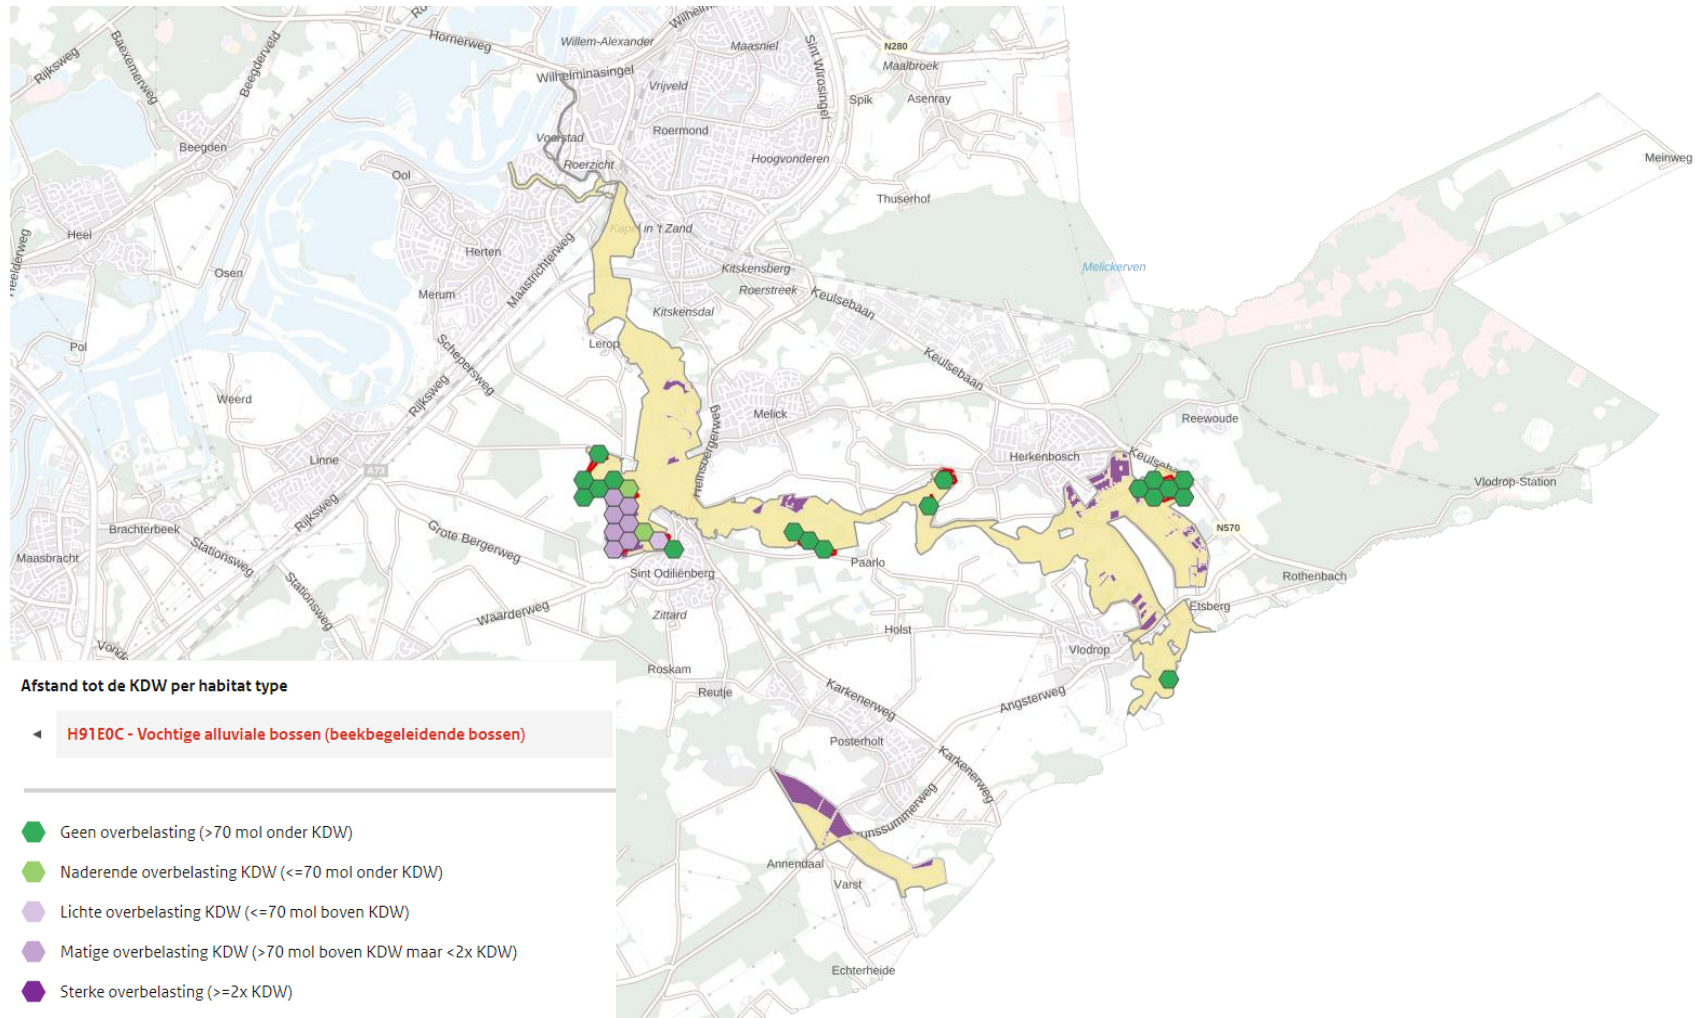 Wilhelm
Hornerweg
Willem-Alexander
Maasniel
N280
Rijksweg
Baexemerweg
Beegderveld
Wilhelminasingel
Sint Wirosingel
Maalbroek
Vrijveld
Spik
Asenray
Voorstad
Roermond
Beegden
Roerzicht
Hoogvonderen
Meinweg
Ool
Thuserhof
Heel
Kapel in 't Zand
Herten
Maastrichterweg
Osen
Kitskensberg
Melickerven
Merum
Roerstreek
Keulsebaan
Kitskensdal
Pol
Lerop
Schepersweg
Keulsebaan
Rijksweg
Weerd
Melick
Heinsbergerweg
Reewoude
Linne
A73
Herkenbosch
Vlodrop-Station
Rijksweg
Brachterbeek
Grote Bergerweg
N570
Maasbracht
Stationsweg
Paarlo
Stationsweg
Sint Odiliënberg
Rothenbach
Waarderweg
Zittard
Etsberg
Holst
Vlodrop
Roskam
Reutje
Karkenerweg
Angsterweg
Posterholt
Karkenerweg
Annendaal
Varst
Echterheide
Afstand tot de KDW per habitat type
H91E0C - Vochtige alluviale bossen (beekbegeleidende bossen)
Geen overbelasting (>70 mol onder KDW)
Naderende overbelasting KDW (<=70 mol onder KDW)
Lichte overbelasting KDW (<=70 mol boven KDW)
Matige overbelasting KDW (>70 mol boven KDW maar <2x KDW)
Sterke overbelasting (>=2x KDW)